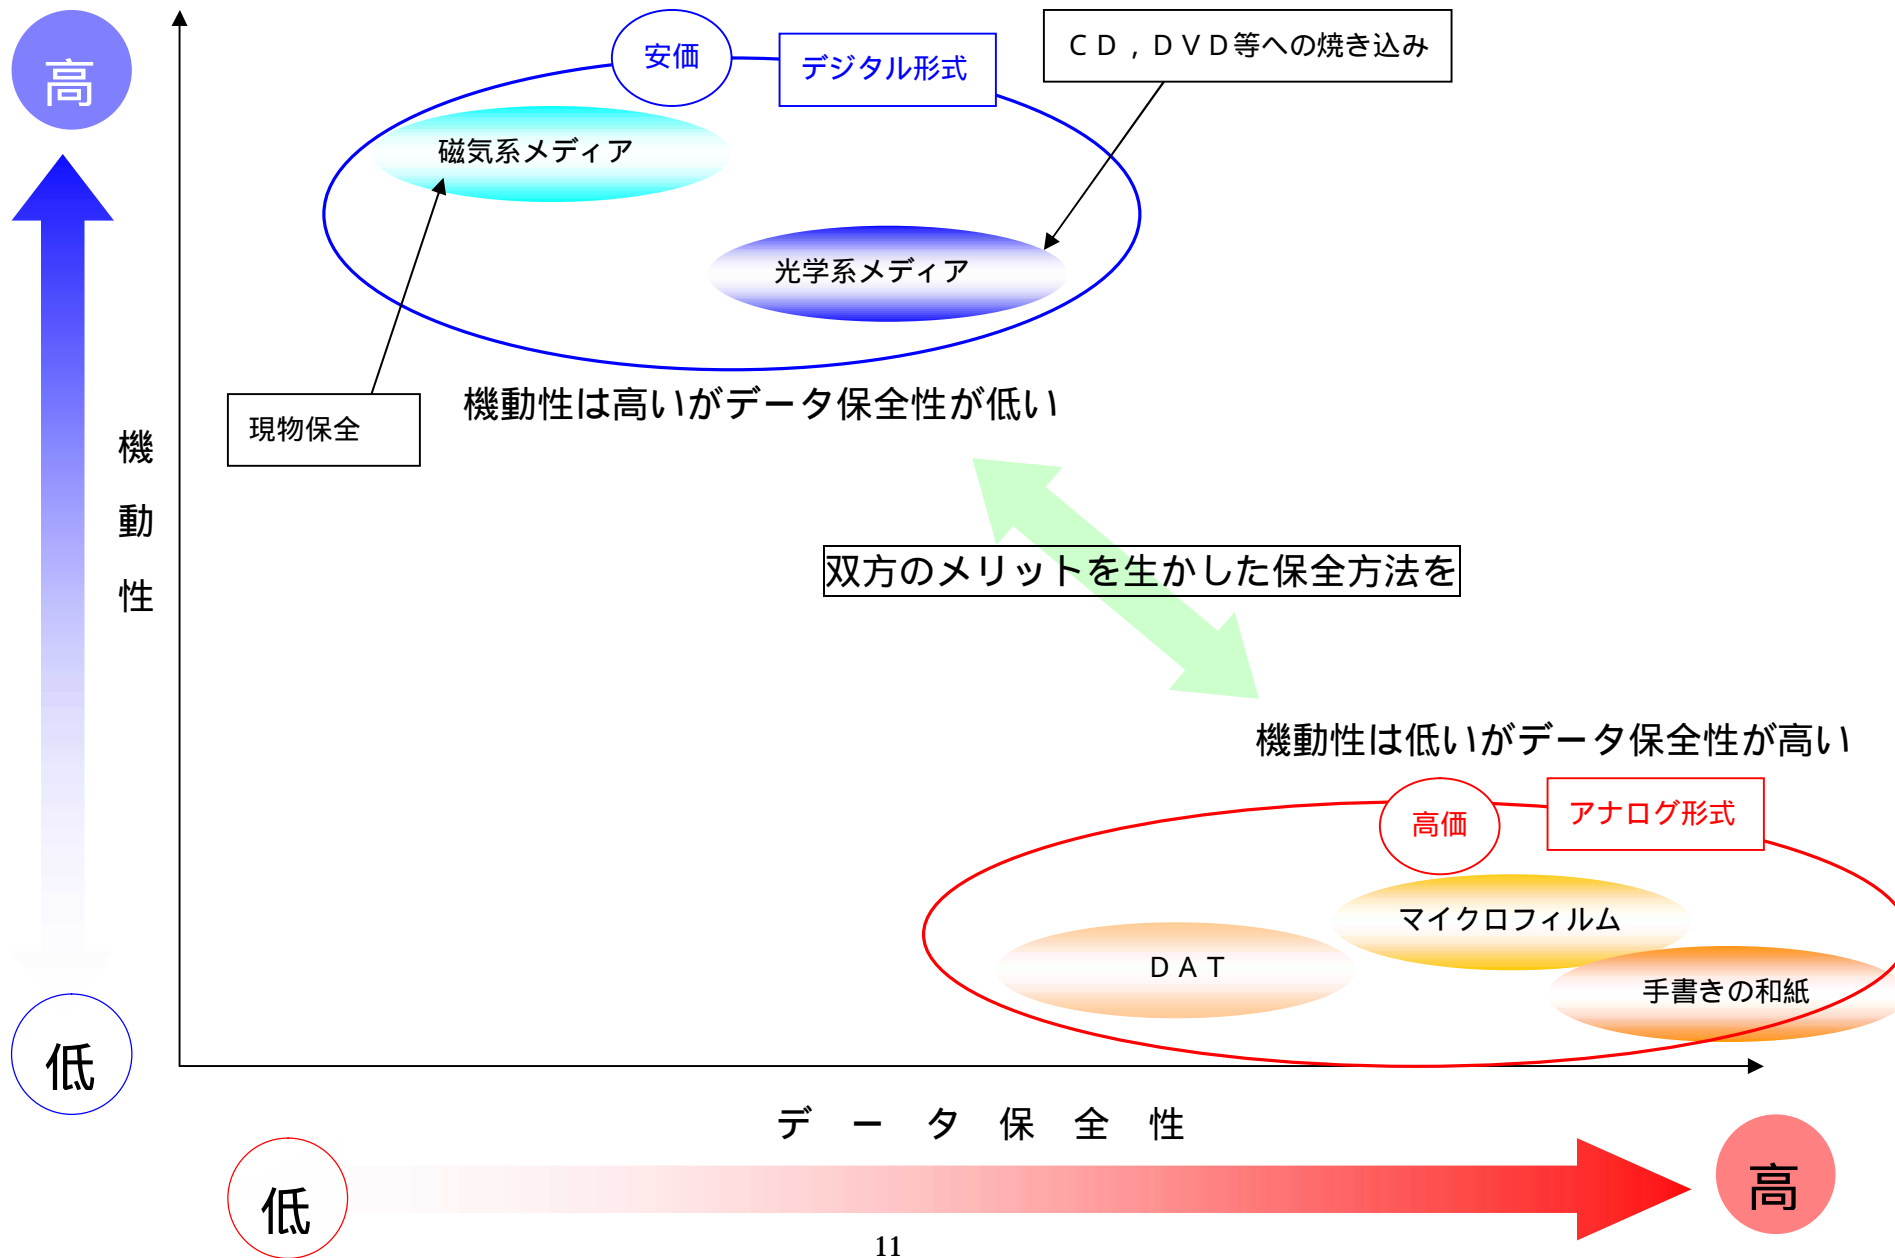 高
安価
デジタル形式
ＣＤ，ＤＶＤ等への焼き込み
磁気系メディア
光学系メディア
現物保全
機動性は高いがデータ保全性が低い
機
動
性
双方のメリットを生かした保全方法を
機動性は低いがデータ保全性が高い
高価
アナログ形式
マイクロフィルム
ＤＡＴ
手書きの和紙
低
データ保全性
低
高
11